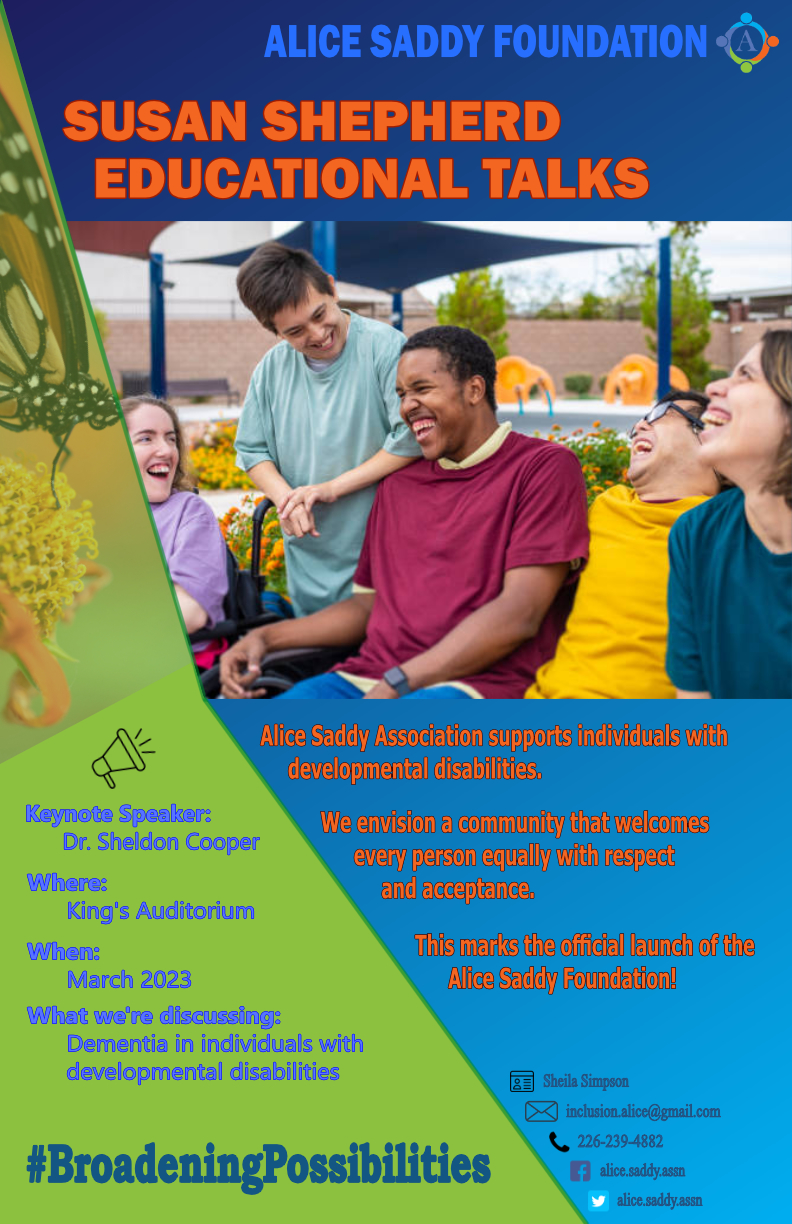 ALICE SADDY FOUNDATION
A
SUSAN SHEPHERD
EDUCATIONAL TALKS
Alice Saddy Association supports individuals with
developmental disabilities.
We envision a community that welcomes
every person equally with respect
and acceptance.
This marks the official launch of the
Alice Saddy Foundation!
Keynote Speaker:
Dr. Sheldon Cooper
Where:
King's Auditorium
When:
March 2023
What we're discussing:
Dementia in individuals with
developmental disabilities
#BroadeningPossibilities
Sheila Simpson
inclusion.alice@gmail.com
226-239-4882
alice.saddy.assn
alice.saddy.assn